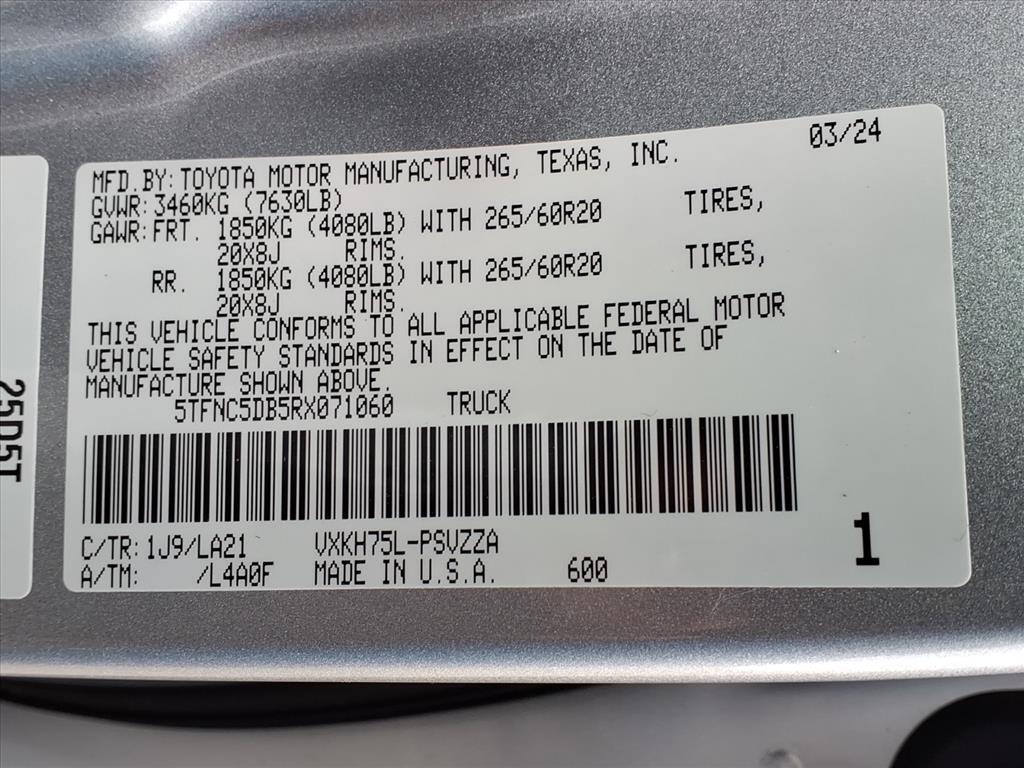 03/24
MFD.BY:TOYOTA MOTOR MANUFACTURING, TEXAS, INC.
GVWR:3460KG (7630LB)
GAWR:FRT. 1850KG (4080LB) WITH 265/60R20 TIRES,
20X8J RIMS.
RR. 1850KG (4080LB) WITH 265/60R20 TIRES,
20X8J RIMS.
THIS VEHICLE CONFORMS TO ALL APPLICABLE FEDERAL MOTOR
VEHICLE SAFETY STANDARDS IN EFFECT ON THE DATE OF
MANUFACTURE SHOWN ABOVE.
5TFNC5DB5RX071060 TRUCK
C/TR:1J9/LA21 VXKH75L-PSVZZA
A/TM: /L4A0F MADE IN U.S.A. 600
1
25D5T